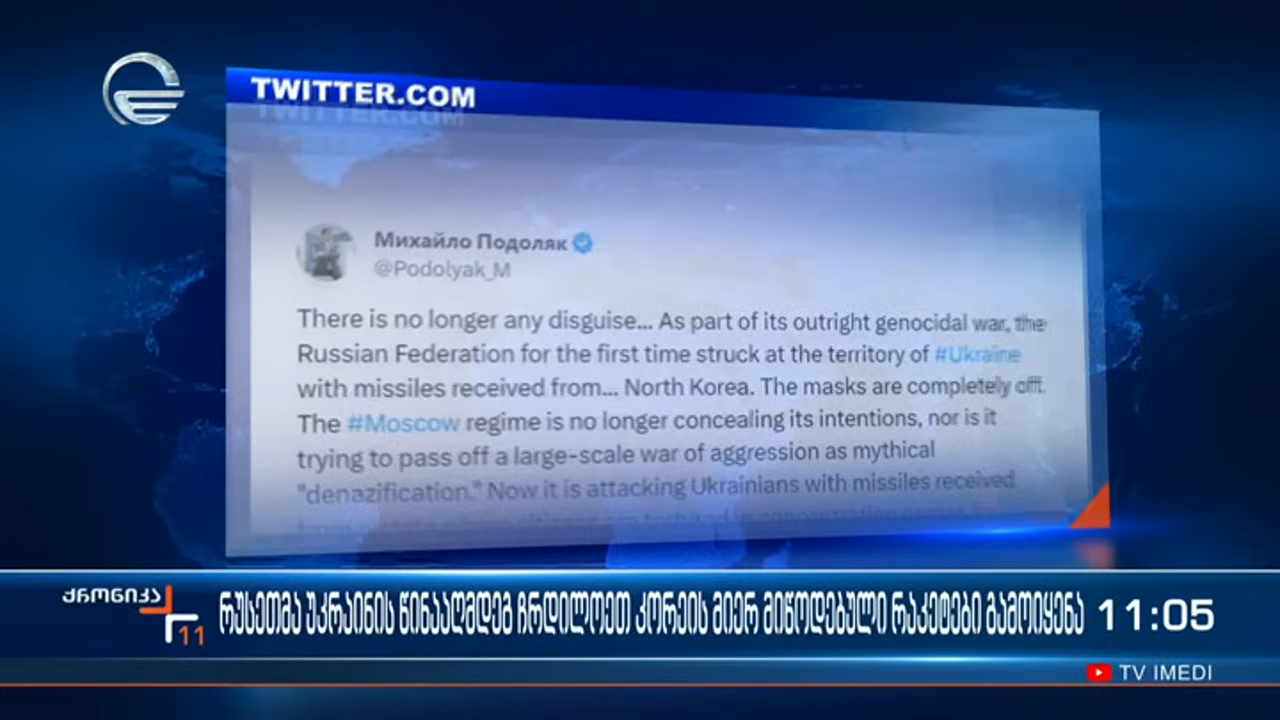 TWITTER.COM
Михайло Подоляк
@Podolyak_M
There is no longer any disguise... As part of its outright genocidal war, the
Russian Federation for the first time struck at the territory of #Ukraine
with missiles received from... North Korea. The masks are completely off.
The #Moscow regime is no longer concealing its intentions, nor is it
trying to pass off a large-scale war of aggression as mythical
"denazification." Now it is attacking Ukrainians with missiles received
ქრონიკა
11
რუსეთმა უკრაინის წინააღმდეგ ჩრდილოეთ კორეის მიერ მიწოდებული რაკეტები გამოიყენა
11:05
TV IMEDI